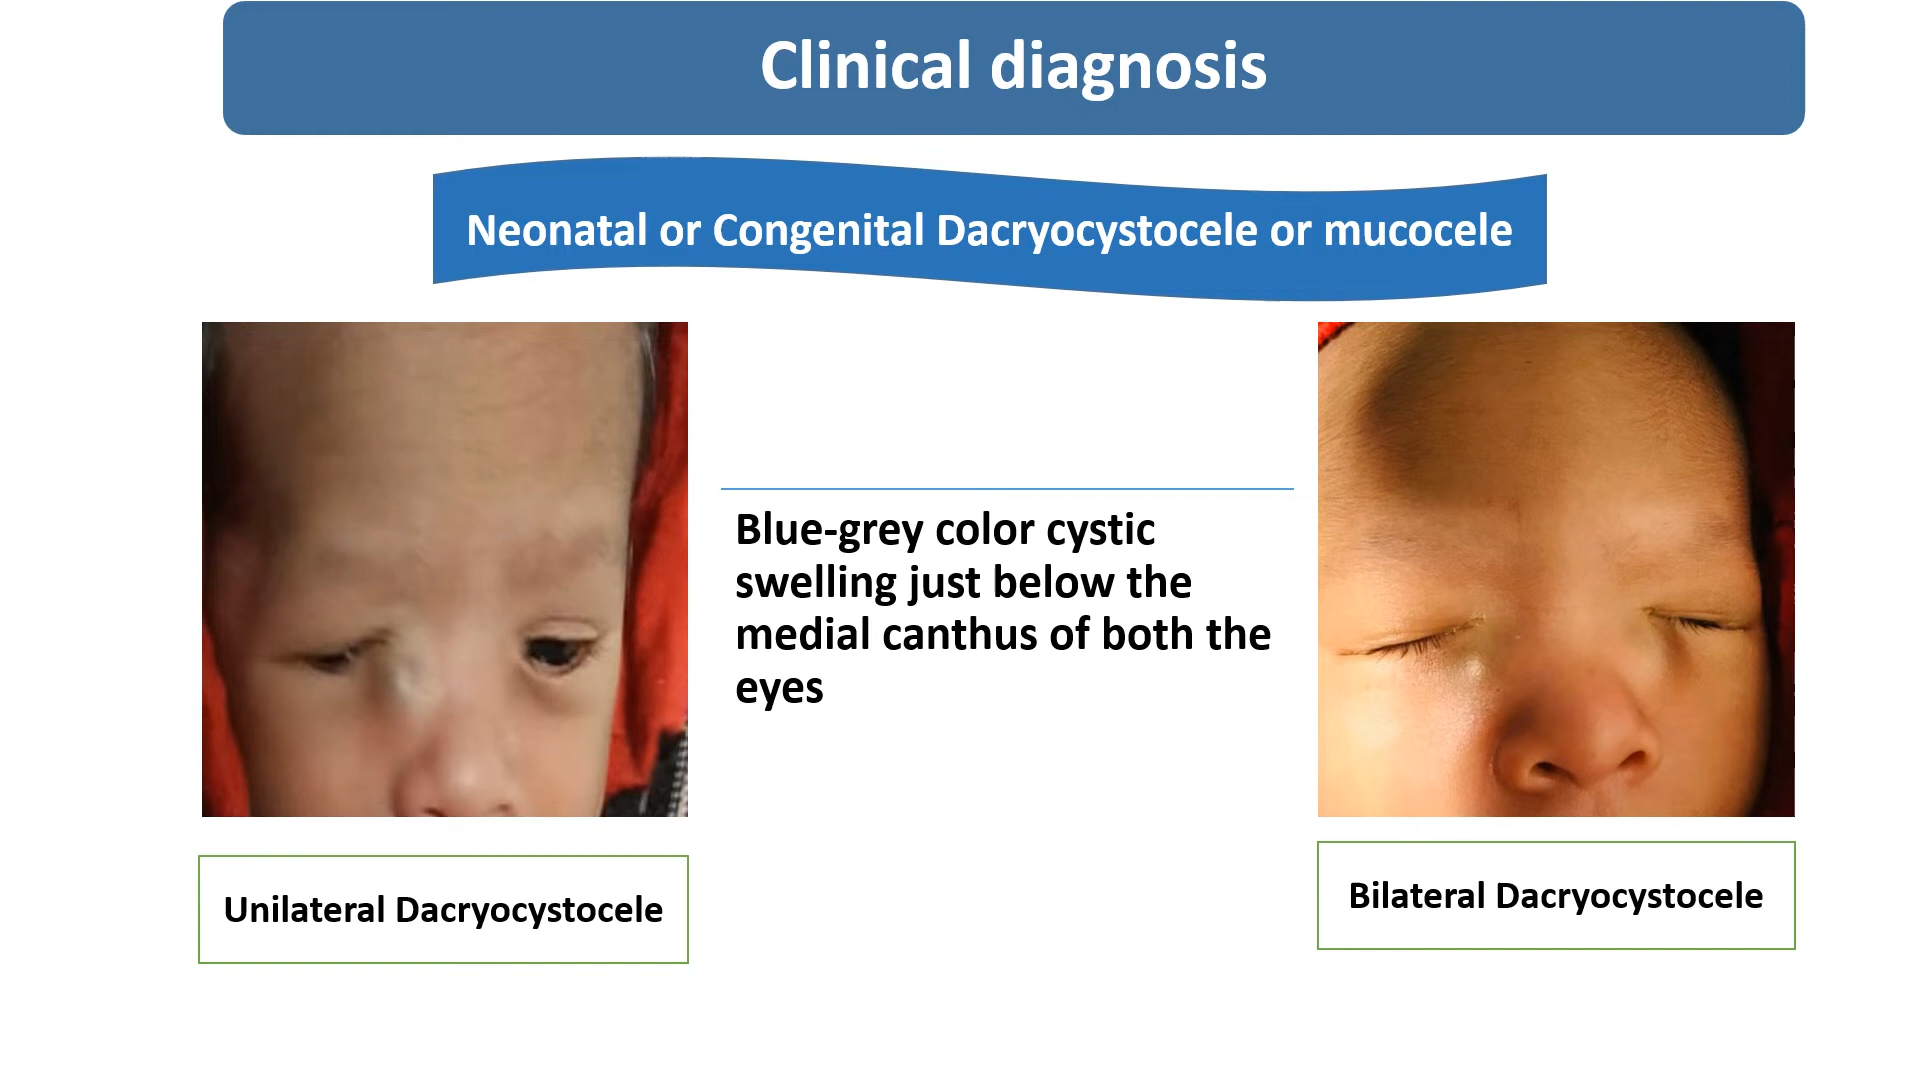 Clinical diagnosis
Neonatal or Congenital Dacryocystocele or mucocele
Blue-grey color cystic
swelling just below the
medial canthus of both the
eyes
Unilateral Dacryocystocele
Bilateral Dacryocystocele